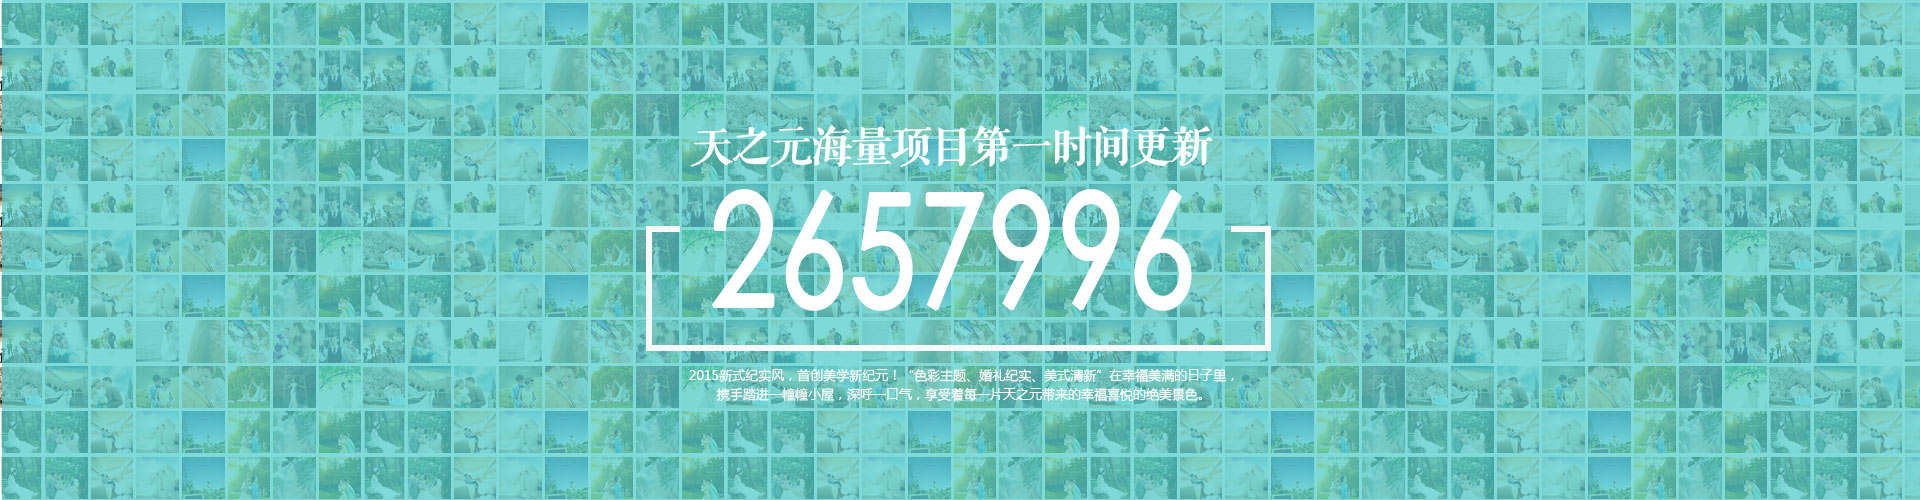 天之元海量项目第一时间更新
2657996
2015新式纪实风，首创美学新纪元！“色彩主题、婚礼纪实、美式清新”在幸福美满的日子里，
携手踏进一幢幢小屋，深呼一口气，享受着每一片天之元带来的幸福喜悦的绝美景色。